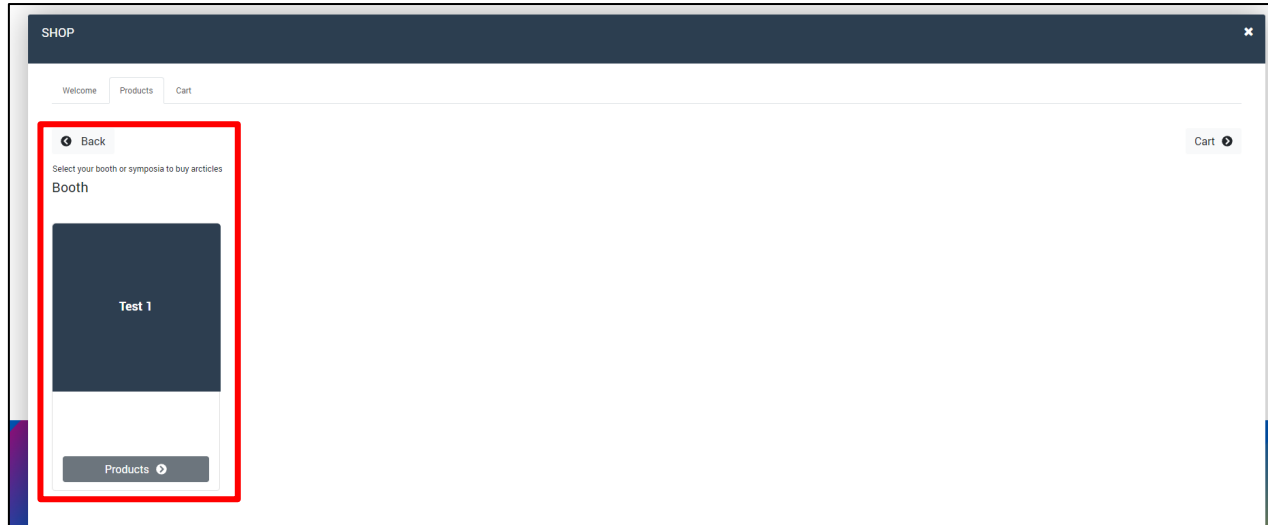 SHOP
Welcome Products Cart
Back
Cart
Select your booth or symposia to buy arcticles
Booth
Test 1
Products